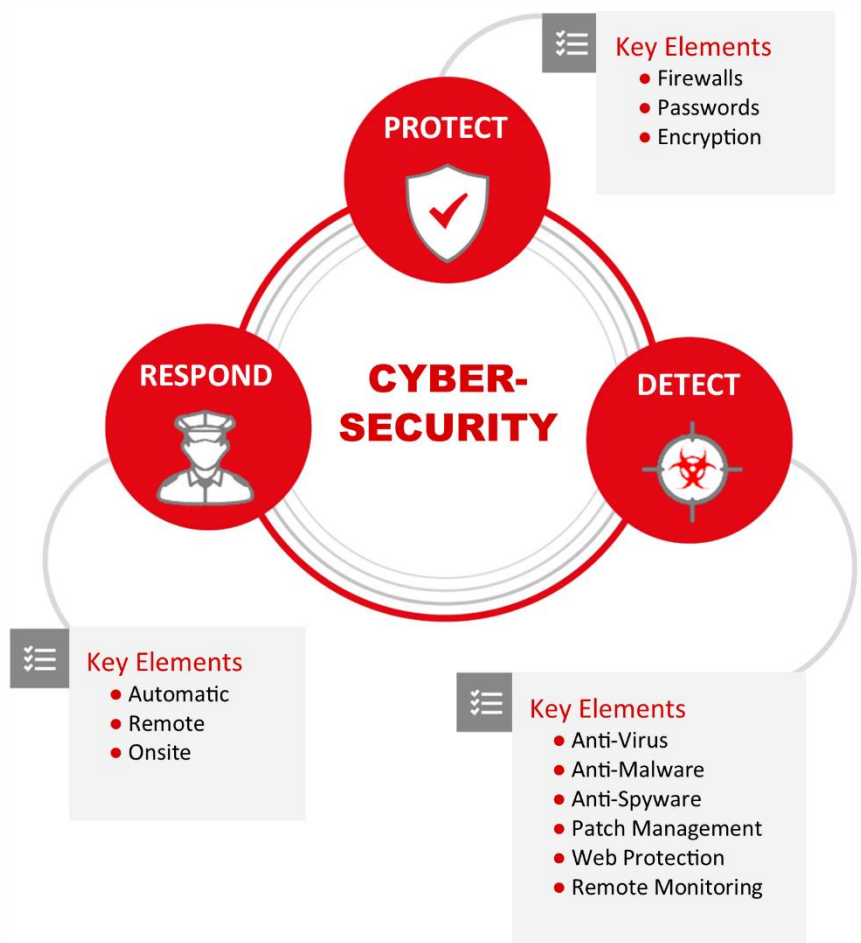 Key Elements
Firewalls
Passwords
Encryption
PROTECT
RESPOND
CYBER-
SECURITY
DETECT
Key Elements
Automatic
Remote
Onsite
Key Elements
Anti-Virus
Anti-Malware
Anti-Spyware
Patch Management
Web Protection
Remote Monitoring